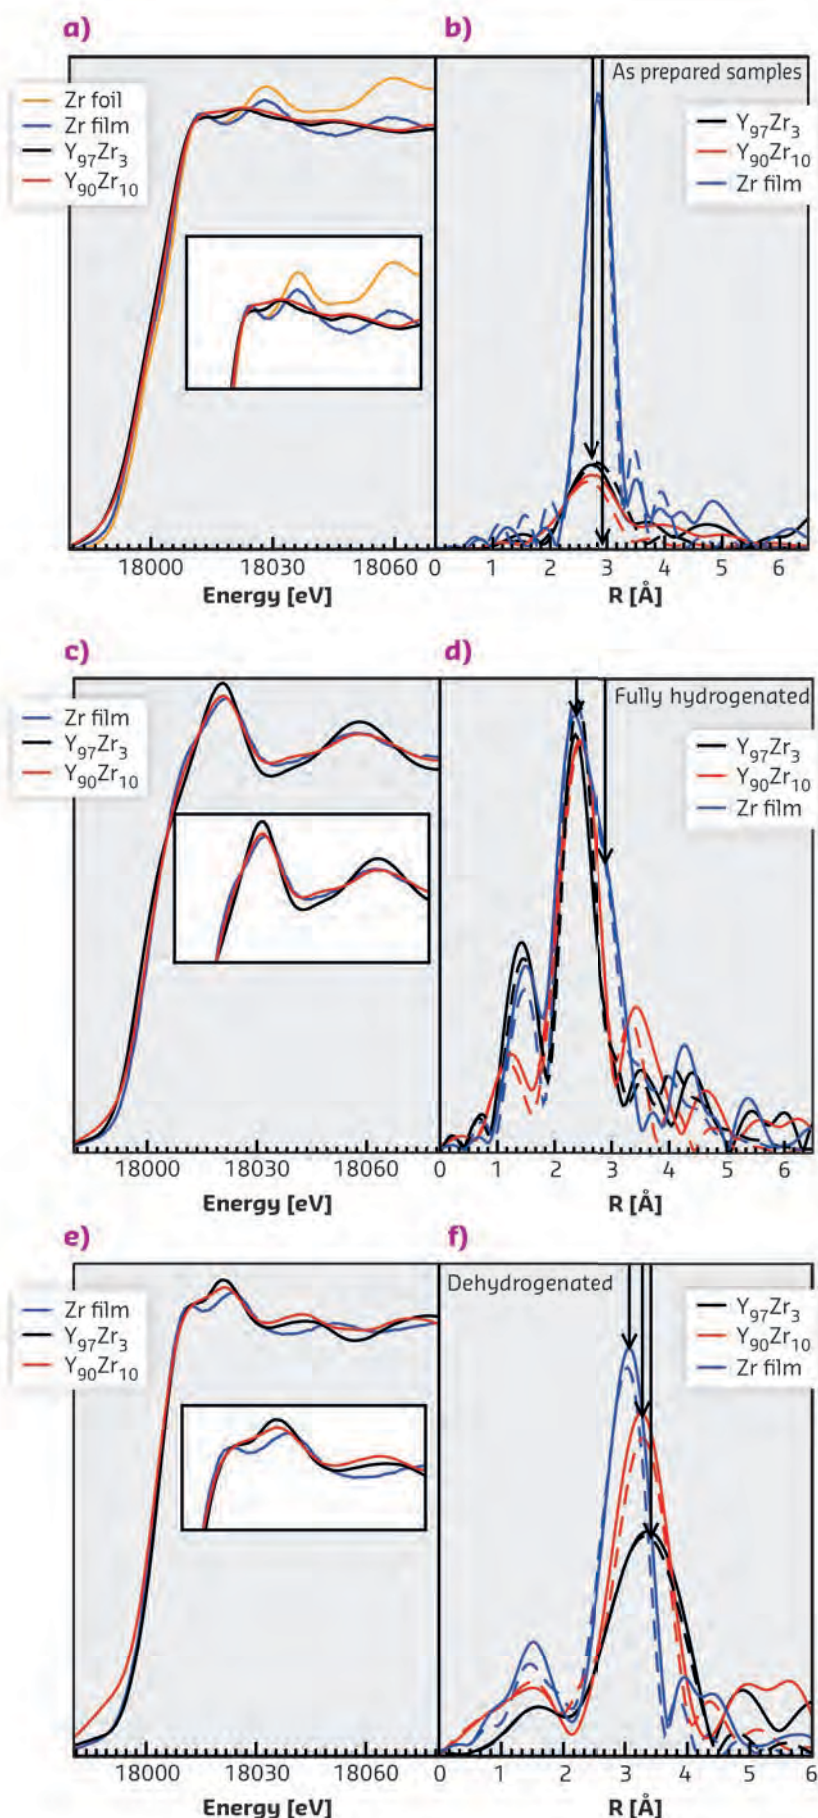 a)
Zr foil
Zr film
Y₉₇Zr₃
Y₉₀Zr₁₀
18000 18030 18060
Energy [eV]
b)
As prepared samples
Y₉₇Zr₃
Y₉₀Zr₁₀
Zr film
0 1 2 3 4 5 6
R [Å]
c)
Zr film
Y₉₇Zr₃
Y₉₀Zr₁₀
18000 18030 18060
Energy [eV]
d)
Fully hydrogenated
Y₉₇Zr₃
Y₉₀Zr₁₀
Zr film
0 1 2 3 4 5 6
R [Å]
e)
Zr film
Y₉₇Zr₃
Y₉₀Zr₁₀
18000 18030 18060
Energy [eV]
f)
Dehydrogenated
Y₉₇Zr₃
Y₉₀Zr₁₀
Zr film
0 1 2 3 4 5 6
R [Å]